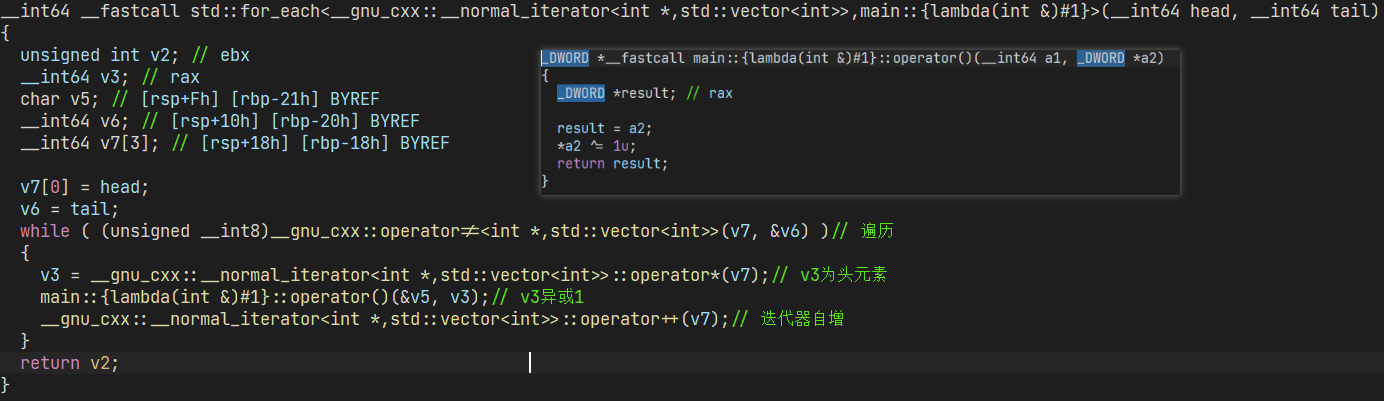 __int64 __fastcall std::for_each<__gnu_cxx::__normal_iterator<int *,std::vector<int>>,main::{lambda(int &)#1}>(__int64 head, __int64 tail)
{
  unsigned int v2; // ebx
  __int64 v3; // rax
  char v5; // [rsp+Fh] [rbp-21h] BYREF
  __int64 v6; // [rsp+10h] [rbp-20h] BYREF
  __int64 v7[3]; // [rsp+18h] [rbp-18h] BYREF

  v7[0] = head;
  v6 = tail;
  while ( (unsigned __int8)__gnu_cxx::operator!=<int *,std::vector<int>>(v7, &v6) )// 遍历
  {
    v3 = __gnu_cxx::__normal_iterator<int *,std::vector<int>>::operator*(v7);// v3为头元素
    main::{lambda(int &)#1}::operator()(&v5, v3);// v3异或1
    __gnu_cxx::__normal_iterator<int *,std::vector<int>>::operator++(v7);// 迭代器自增
  }
  return v2;
}
_DWORD *__fastcall main::{lambda(int &)#1}::operator()(__int64 a1, _DWORD *a2)
{
  _DWORD *result; // rax

  result = a2;
  *a2 ^= 1u;
  return result;
}